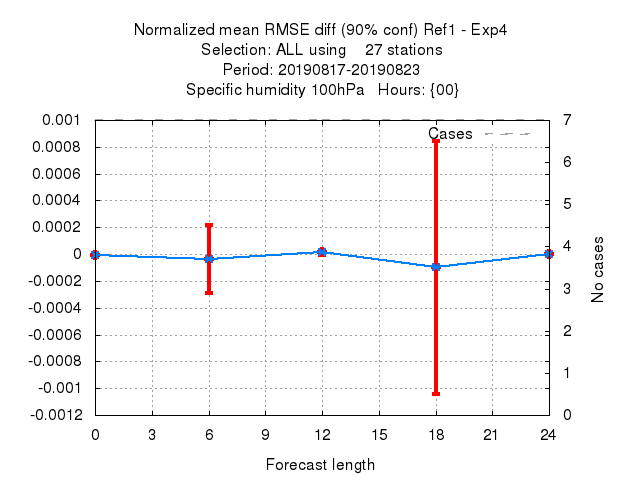 Normalized mean RMSE diff (90% conf) Ref1 - Exp4
Selection: ALL using    27 stations
Period: 20190817-20190823
Specific humidity 100hPa   Hours: {00}
Cases
0.001
0.0008
0.0006
0.0004
0.0002
0
-0.0002
-0.0004
-0.0006
-0.0008
-0.001
-0.0012
7
6
5
4
3
2
1
0
No cases
0 3 6 9 12 15 18 21 24
Forecast length